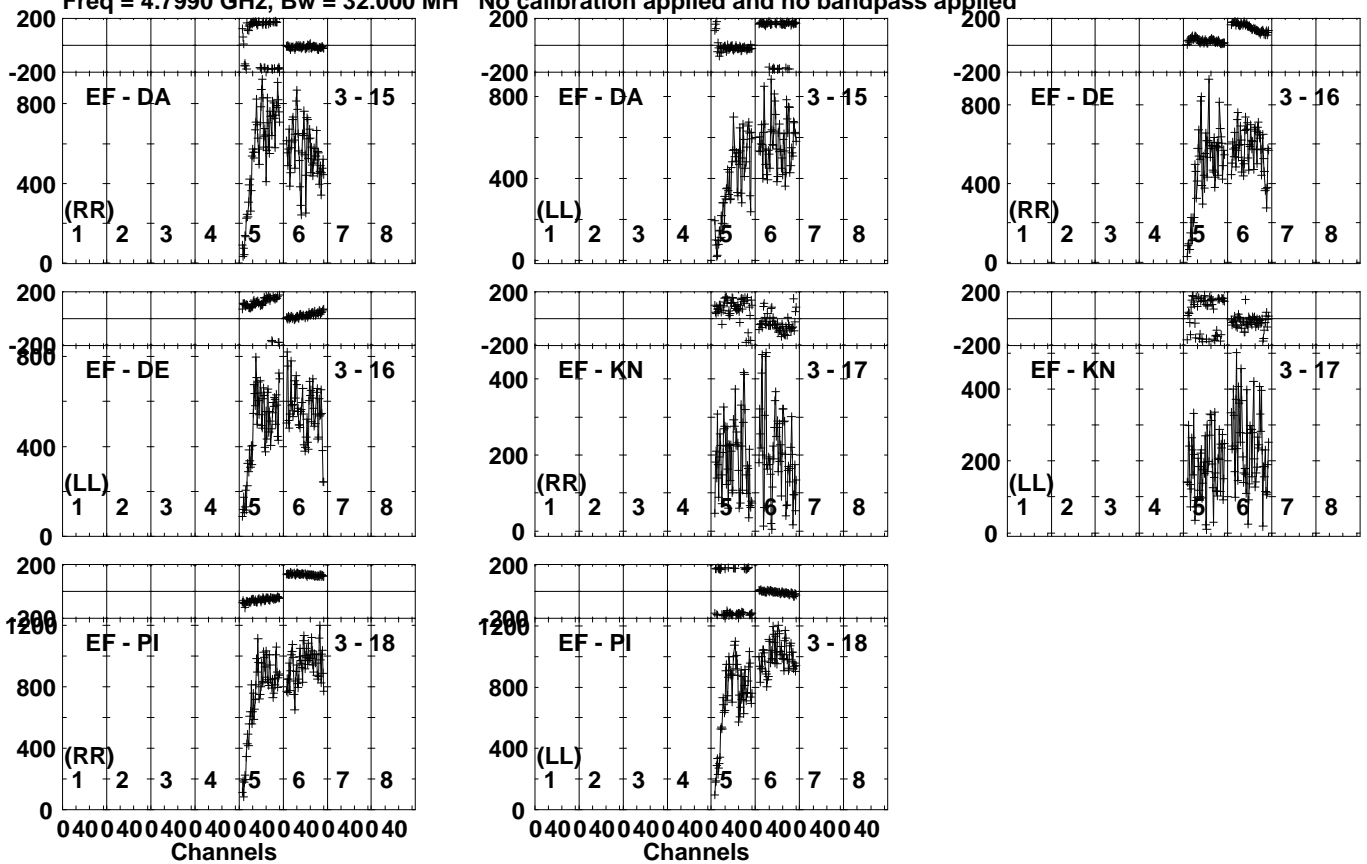 Freq = 4.7990 GHz, Bw = 32.000 MH No calibration applied and no bandpass applied
200
-200
EF - DA 3 - 15
800
400
0
(RR)
1 2 3 4 5 6 7 8
200
-200
EF - DA 3 - 15
800
400
0
(LL)
1 2 3 4 5 6 7 8
200
-200
EF - DE 3 - 16
800
400
0
(RR)
1 2 3 4 5 6 7 8
200
-200
800
EF - DE 3 - 16
400
0
(LL)
1 2 3 4 5 6 7 8
200
-200
EF - KN 3 - 17
400
200
0
(RR)
1 2 3 4 5 6 7 8
200
-200
EF - KN 3 - 17
400
200
0
(LL)
1 2 3 4 5 6 7 8
200
-200
1200
EF - PI 3 - 18
800
400
0
(RR)
1 2 3 4 5 6 7 8
0 40 0 40 0 40 0 40 0 40 0 40 0 40 0 40
Channels
200
-200
1200
EF - PI 3 - 18
800
400
0
(LL)
1 2 3 4 5 6 7 8
0 40 0 40 0 40 0 40 0 40 0 40 0 40 0 40
Channels